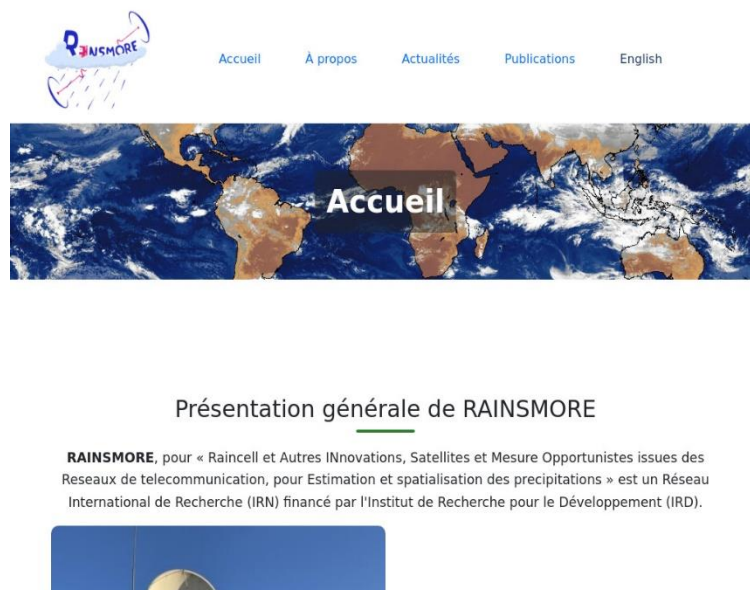 RAINSMORE
Accueil À propos Actualités Publications English
Accueil
Présentation générale de RAINSMORE
RAINSMORE, pour « Raincell et Autres INnovations, Satellites et Mesure Opportunistes issues des
Reseaux de telecommunication, pour Estimation et spatialisation des precipitations » est un Réseau
International de Recherche (IRN) financé par l'Institut de Recherche pour le Développement (IRD).